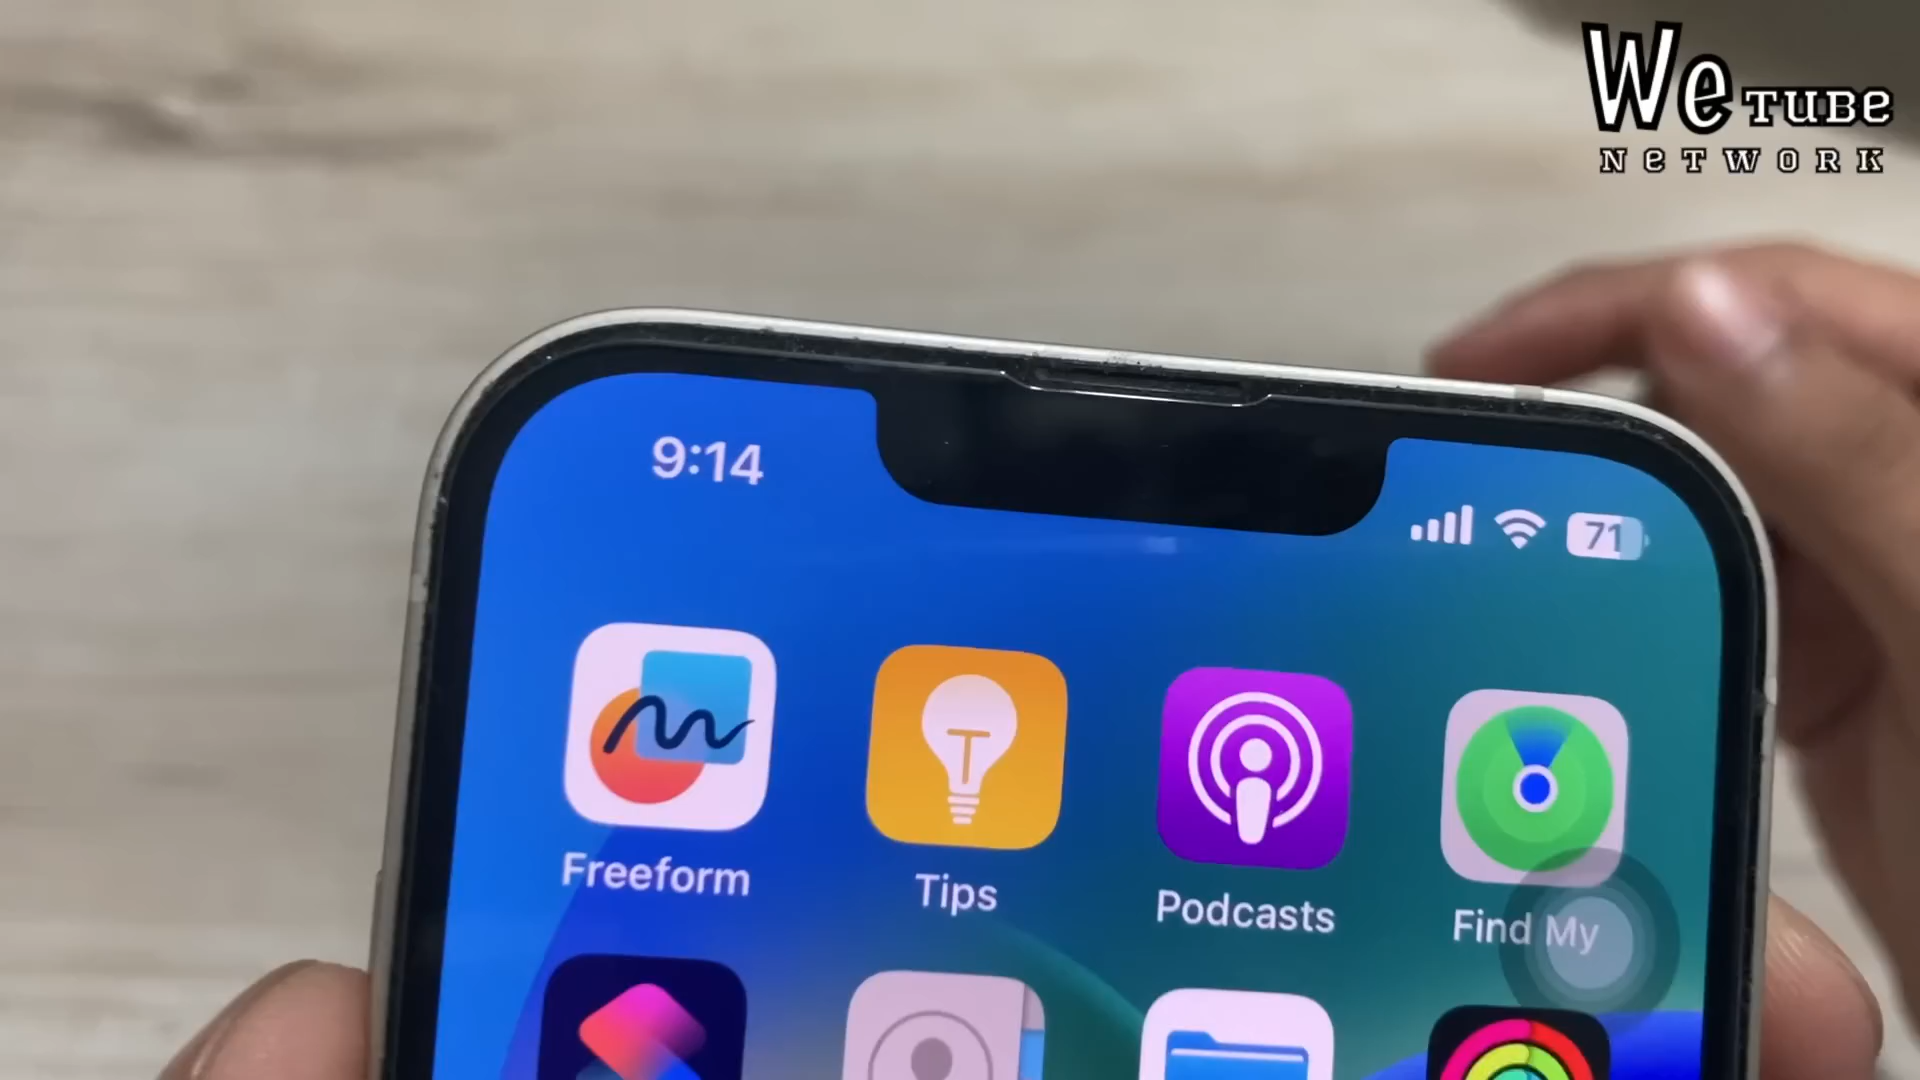 We TUBE
NETWORK
9:14
71
Freeform
Tips
Podcasts
Find My